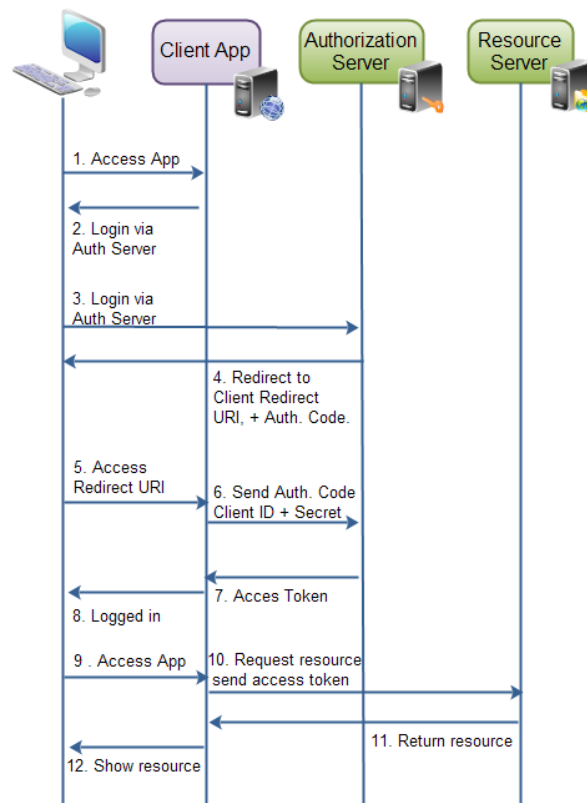 Client App
Authorization
Server
Resource
Server
1. Access App
2. Login via
Auth Server
3. Login via
Auth Server
4. Redirect to
Client Redirect
URI, + Auth. Code.
5. Access
Redirect URI
6. Send Auth. Code
Client ID + Secret
7. Acces Token
8. Logged in
9 . Access App
10. Request resource
send access token
11. Return resource
12. Show resource